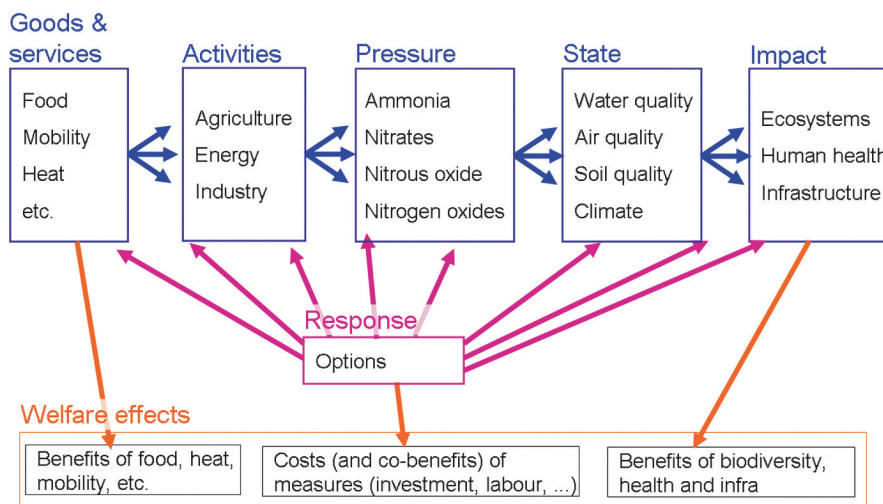 Goods &
services
Activities
Pressure
State
Impact
Food
Mobility
Heat
etc.
Agriculture
Energy
Industry
Ammonia
Nitrates
Nitrous oxide
Nitrogen oxides
Water quality
Air quality
Soil quality
Climate
Ecosystems
Human health
Infrastructure
Response
Options
Welfare effects
Benefits of food, heat,
mobility, etc.
Costs (and co-benefits) of
measures (investment, labour, ...)
Benefits of biodiversity,
health and infra